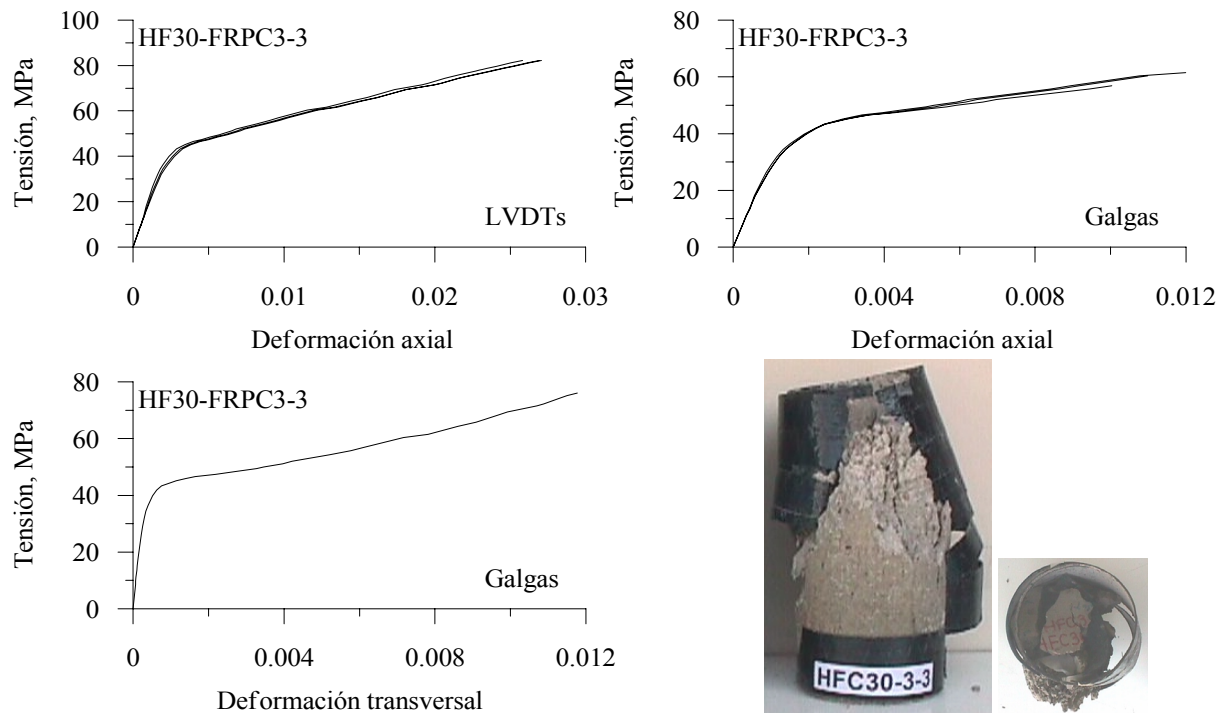 100
80
60
40
20
0
Tensión, MPa
HF30-FRPC3-3
LVDTs
0 0.01 0.02 0.03
Deformación axial
80
60
40
20
0
Tensión, MPa
HF30-FRPC3-3
Galgas
0 0.004 0.008 0.012
Deformación axial
80
60
40
20
0
Tensión, MPa
HF30-FRPC3-3
Galgas
0 0.004 0.008 0.012
Deformación transversal
HFC30-3-3